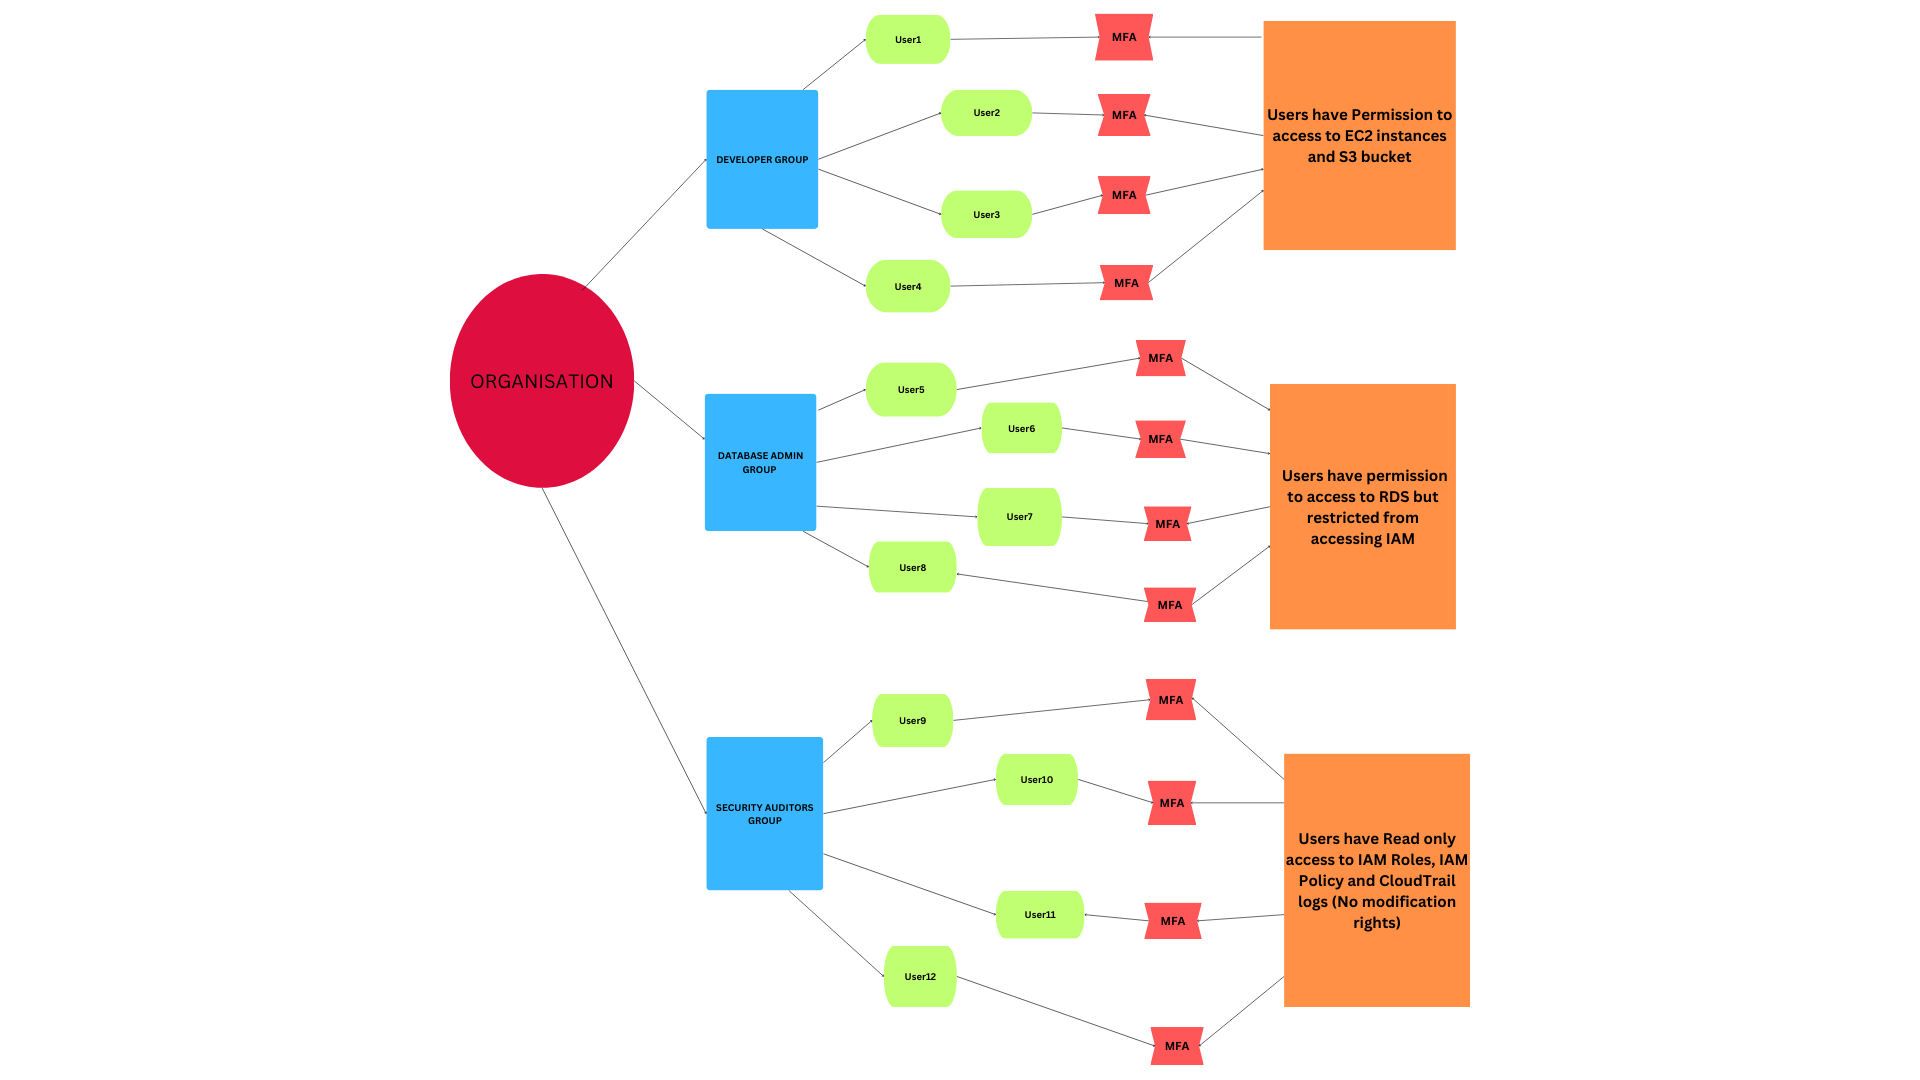 ORGANISATION
DEVELOPER GROUP
User1
MFA
User2
MFA
User3
MFA
User4
MFA
Users have Permission to
access to EC2 instances
and S3 bucket
DATABASE ADMIN
GROUP
User5
MFA
User6
MFA
User7
MFA
User8
MFA
Users have permission
to access to RDS but
restricted from
accessing IAM
SECURITY AUDITORS
GROUP
User9
MFA
User10
MFA
User11
MFA
User12
MFA
Users have Read only
access to IAM Roles, IAM
Policy and CloudTrail
logs (No modification
rights)